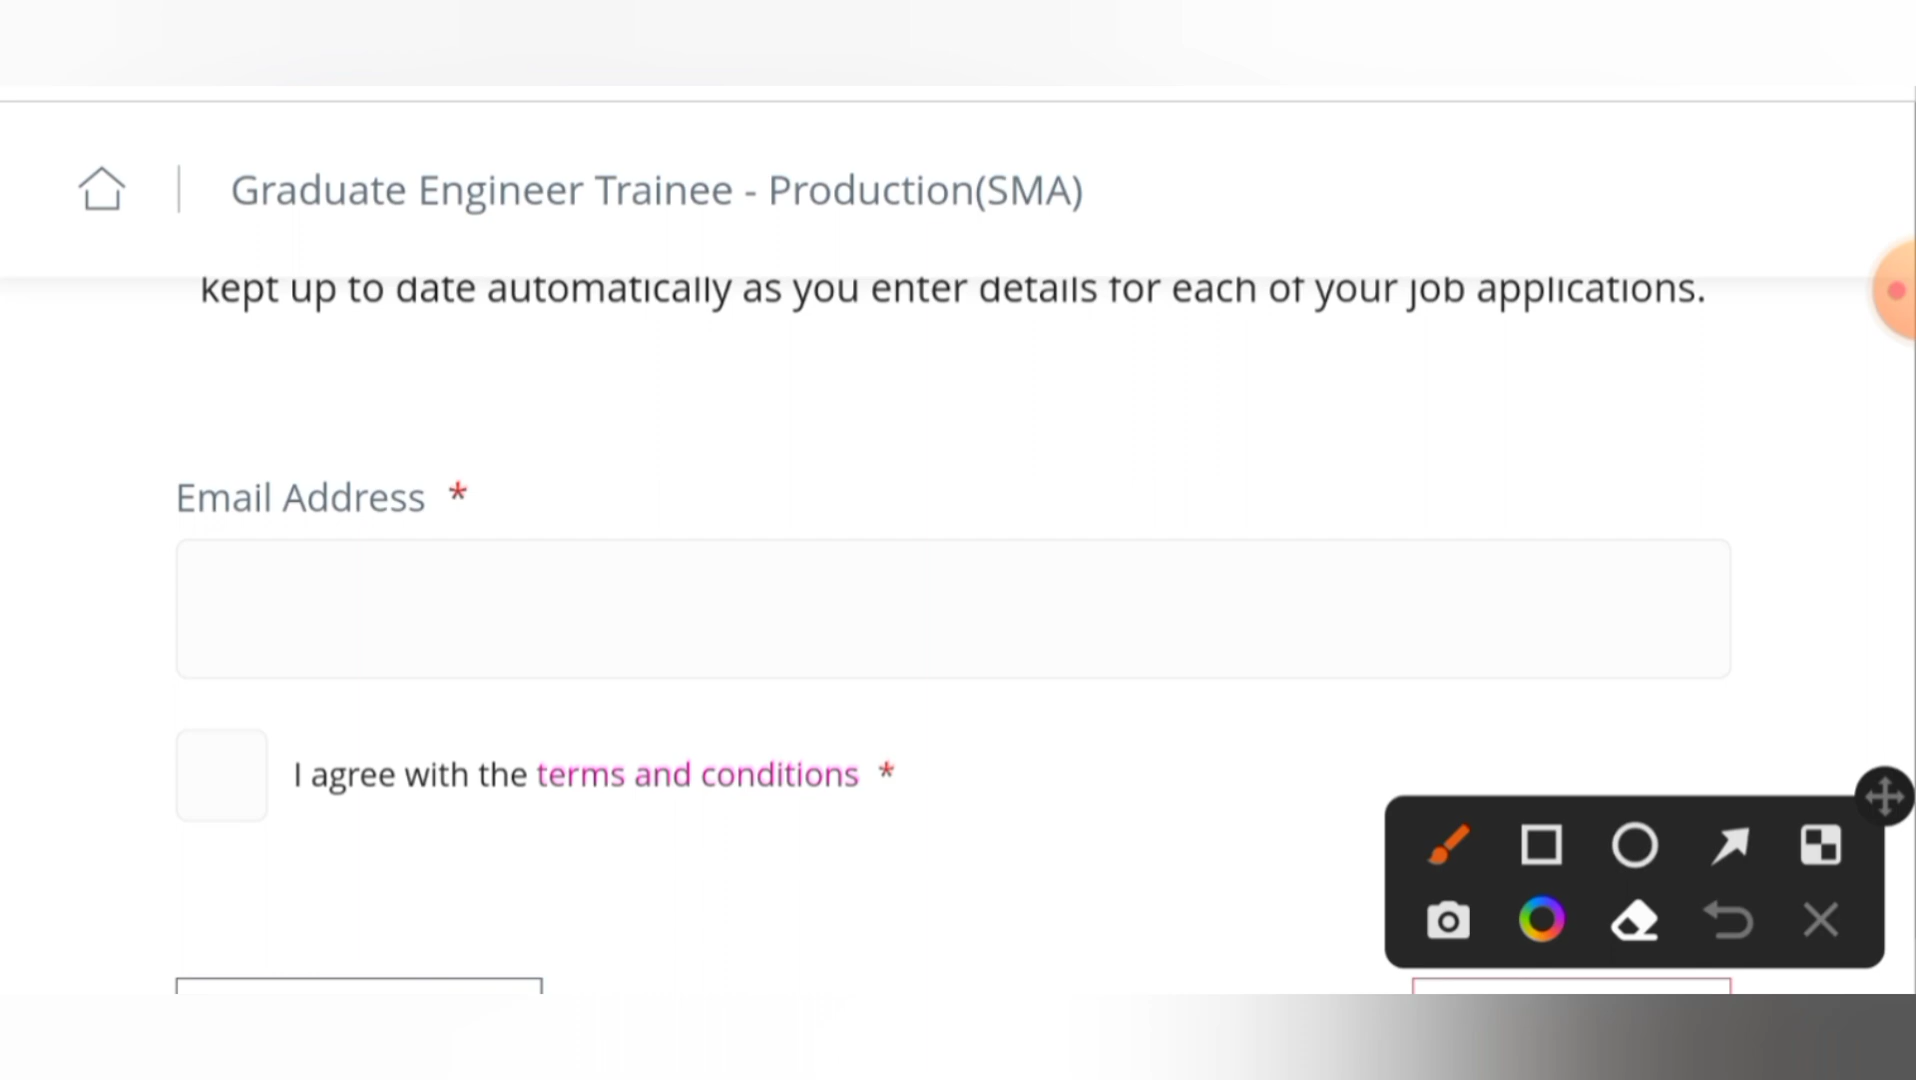 Graduate Engineer Trainee - Production(SMA)
kept up to date automatically as you enter details for each of your job applications.
Email Address *
I agree with the terms and conditions *